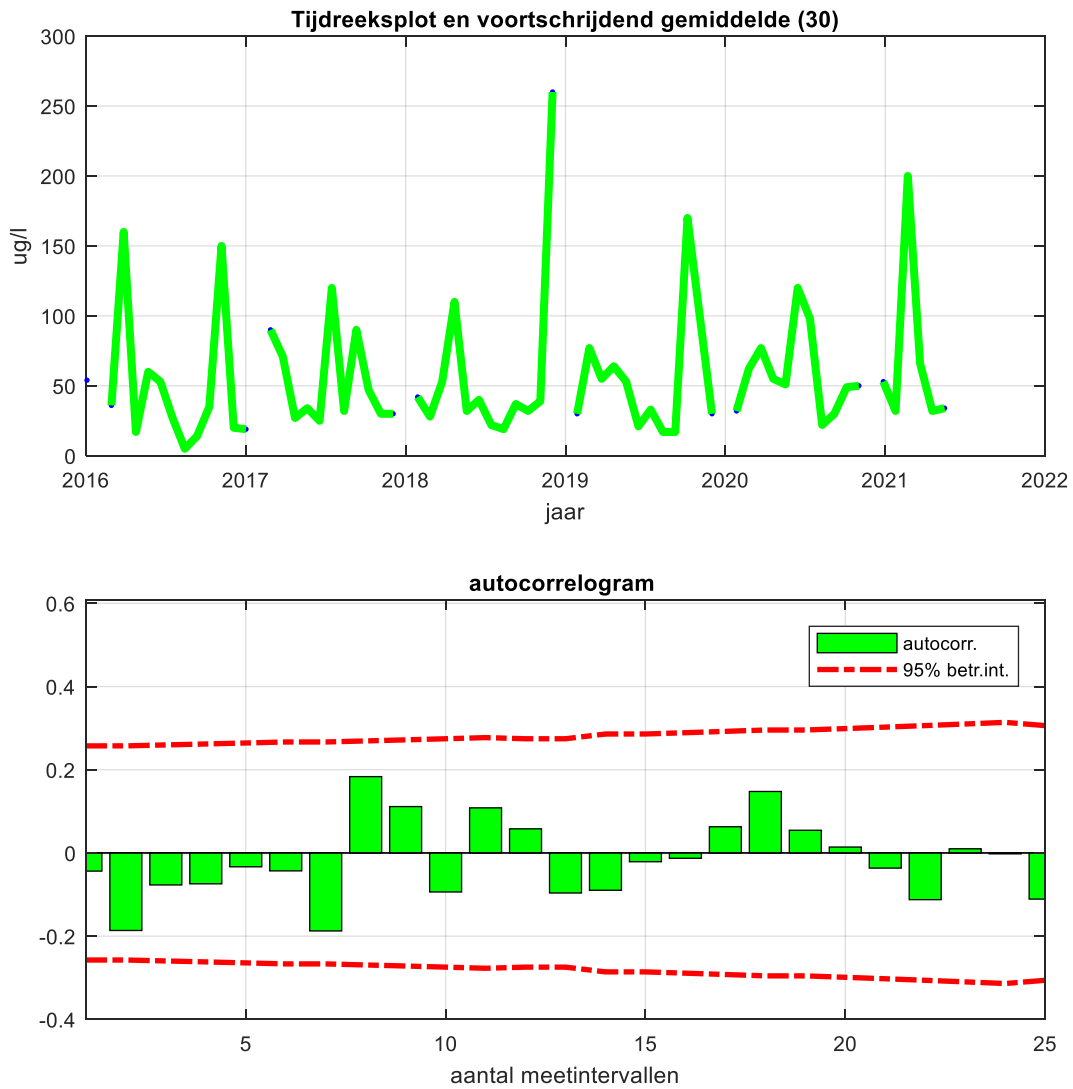 Tijdreeksplot en voortschrijdend gemiddelde (30)
300
250
200
150
100
50
0
ug/l
2016 2017 2018 2019 2020 2021 2022
jaar
autocorrelogram
0.6
0.4
0.2
0
-0.2
-0.4
autocorr.
95% betr.int.
5 10 15 20 25
aantal meetintervallen